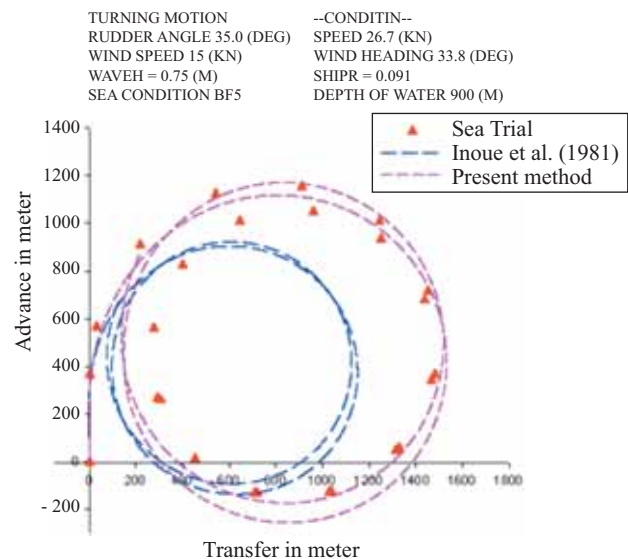 TURNING MOTION --CONDITIN--
RUDDER ANGLE 35.0 (DEG) SPEED 26.7 (KN)
WIND SPEED 15 (KN) WIND HEADING 33.8 (DEG)
WAVEH = 0.75 (M) SHIPR = 0.091
SEA CONDITION BF5 DEPTH OF WATER 900 (M)
Sea Trial
Inoue et al. (1981)
Present method
Advance in meter
1400
1200
1000
800
600
400
200
0
- 200
0 200 400 600 800 1000 1200 1400 1600 1800
Transfer in meter